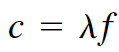 c = λf